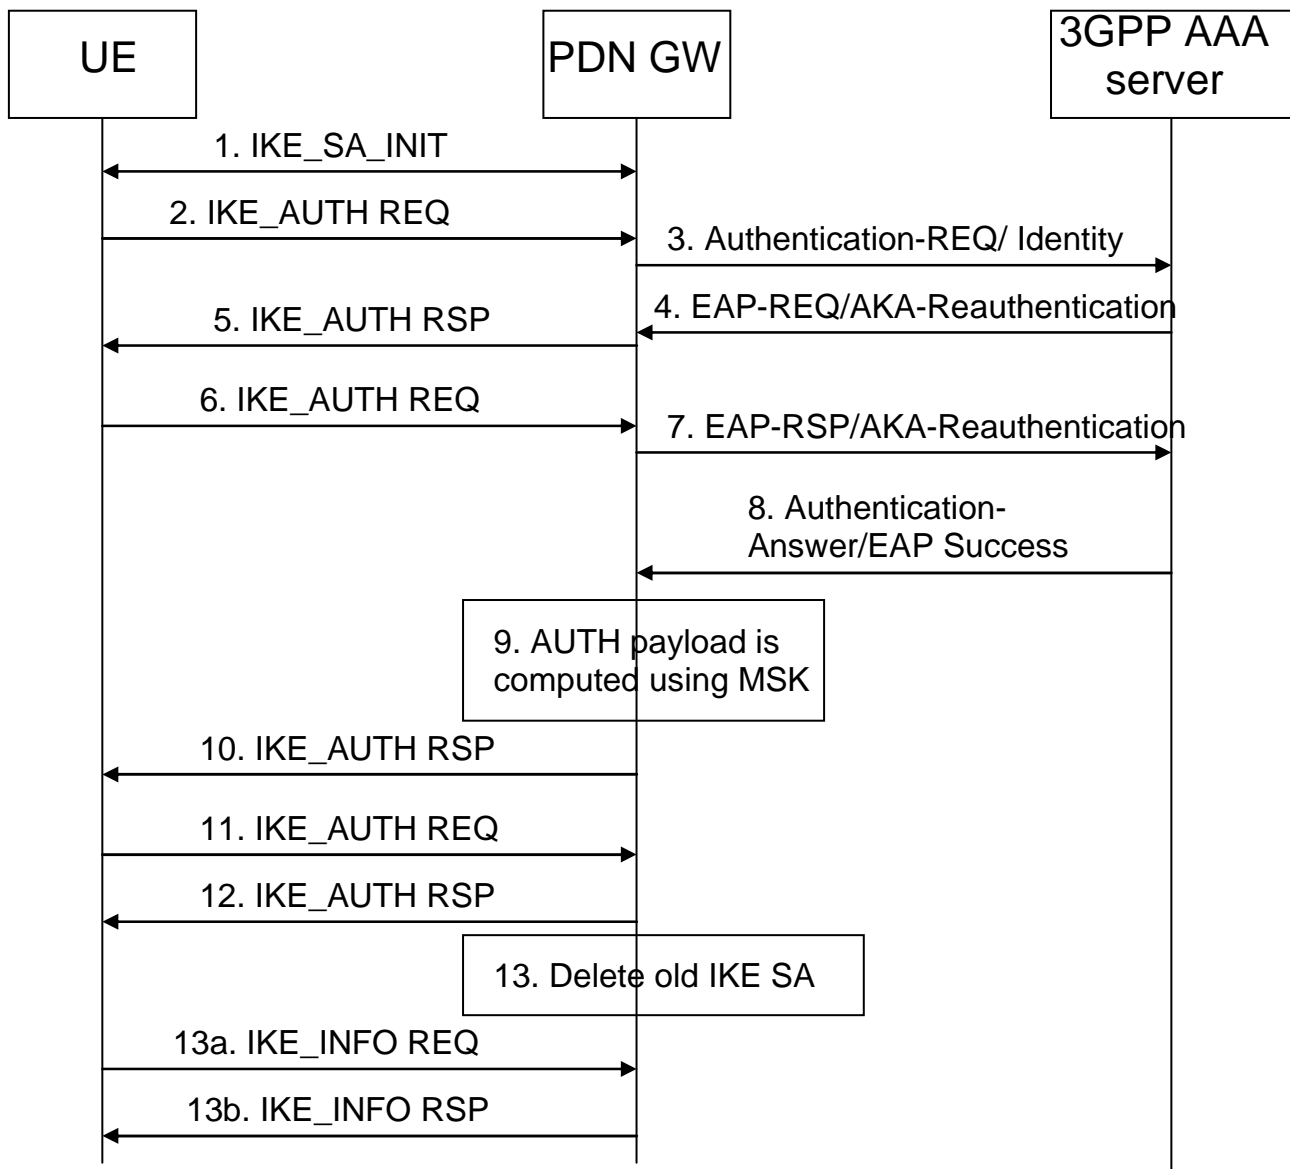 UE
PDN GW
3GPP AAA
server
1. IKE_SA_INIT
2. IKE_AUTH REQ
3. Authentication-REQ/ Identity
4. EAP-REQ/AKA-Reauthentication
5. IKE_AUTH RSP
6. IKE_AUTH REQ
7. EAP-RSP/AKA-Reauthentication
8. Authentication-
Answer/EAP Success
9. AUTH payload is
computed using MSK
10. IKE_AUTH RSP
11. IKE_AUTH REQ
12. IKE_AUTH RSP
13. Delete old IKE SA
13a. IKE_INFO REQ
13b. IKE_INFO RSP